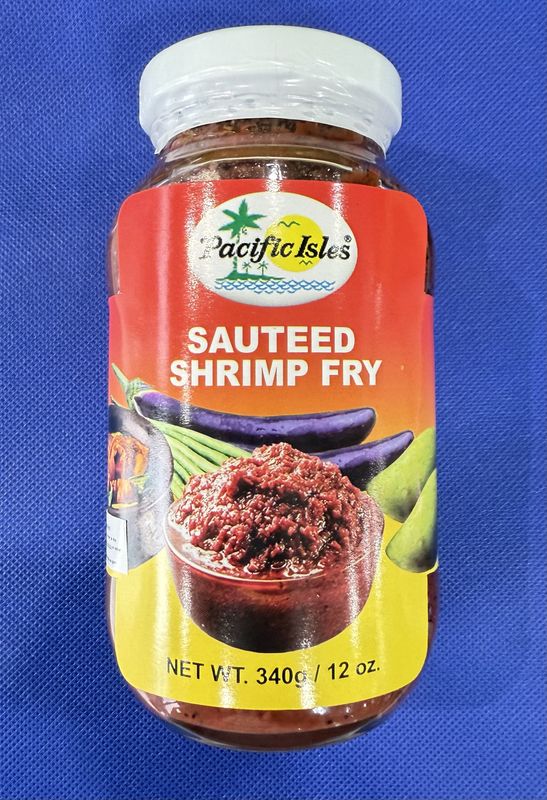 Pacific Isles®
SAUTEED
SHRIMP FRY
NET WT. 340g / 12 oz.